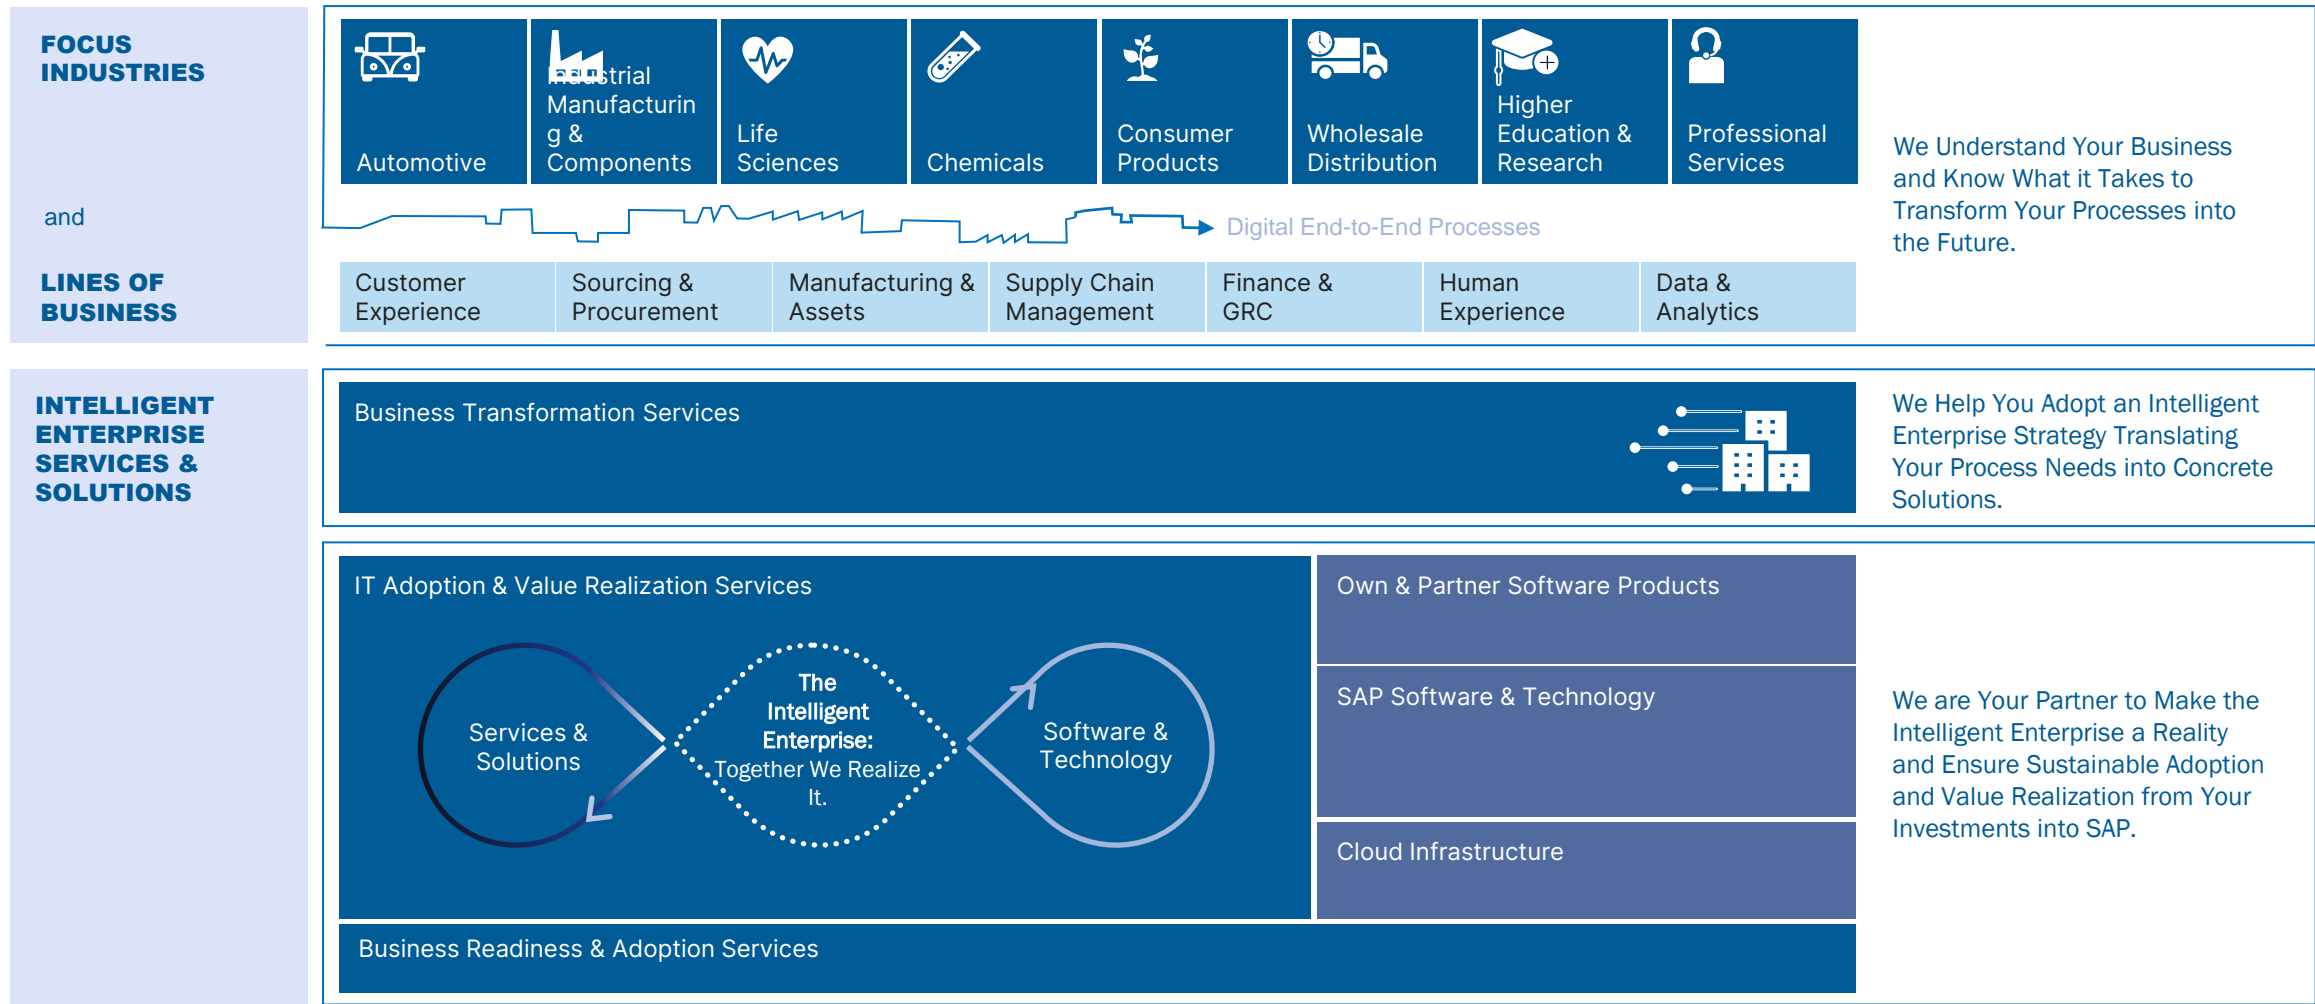 FOCUS
INDUSTRIES
Industrial
Manufacturin
g &
Components
Automotive
Life
Sciences
Chemicals
Consumer
Products
Wholesale
Distribution
Higher
Education &
Research
Professional
Services
We Understand Your Business
and Know What it Takes to
Transform Your Processes into
the Future.
and
Digital End-to-End Processes
LINES OF
BUSINESS
Customer
Experience
Sourcing &
Procurement
Manufacturing &
Assets
Supply Chain
Management
Finance &
GRC
Human
Experience
Data &
Analytics
INTELLIGENT
ENTERPRISE
SERVICES &
SOLUTIONS
Business Transformation Services
We Help You Adopt an Intelligent
Enterprise Strategy Translating
Your Process Needs into Concrete
Solutions.
IT Adoption & Value Realization Services
Services &
Solutions
The
Intelligent
Enterprise:
Together We Realize
It.
Software &
Technology
Own & Partner Software Products
SAP Software & Technology
Cloud Infrastructure
We are Your Partner to Make the
Intelligent Enterprise a Reality
and Ensure Sustainable Adoption
and Value Realization from Your
Investments into SAP.
Business Readiness & Adoption Services